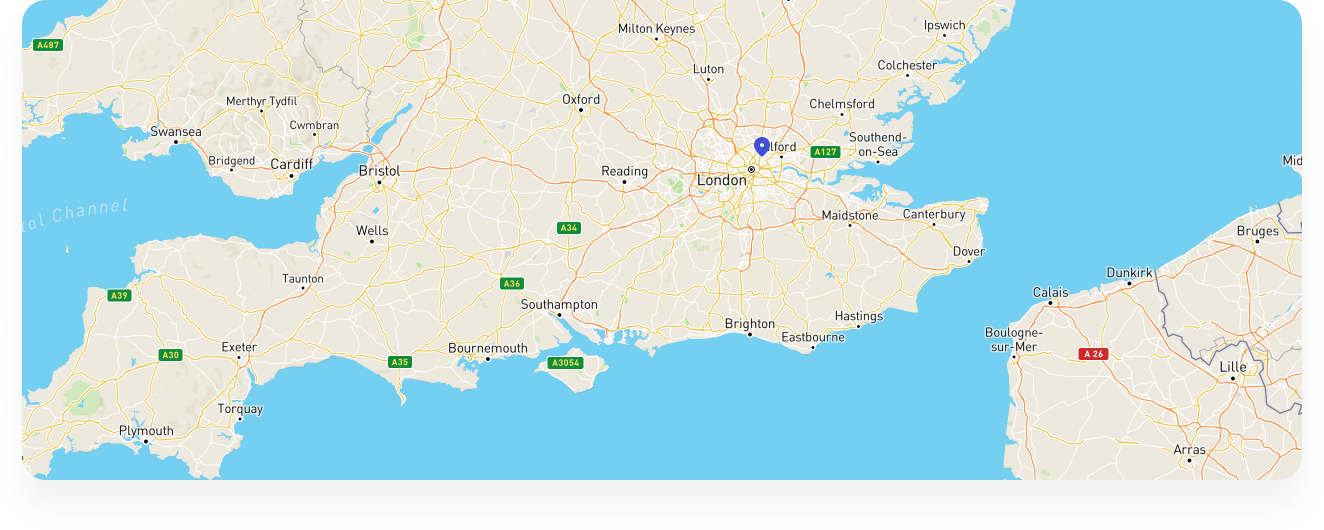 Ipswich
Milton Keynes
A487
Colchester
Luton
Oxford
Merthyr Tydfil
Chelmsford
Cwmbran
Swansea
Southend-
on-Sea
lford
A127
Bridgend
Cardiff
Mid
Bristol
Reading
London
tol Channel
Maidstone
Canterbury
A34
Wells
Bruges
Dover
Dunkirk
Taunton
A36
A39
Calais
Southampton
Hastings
Brighton
Eastbourne
Boulogne-
sur-Mer
Exeter
Bournemouth
A30
A35
A3054
A 26
Lille
Torquay
Plymouth
Arras